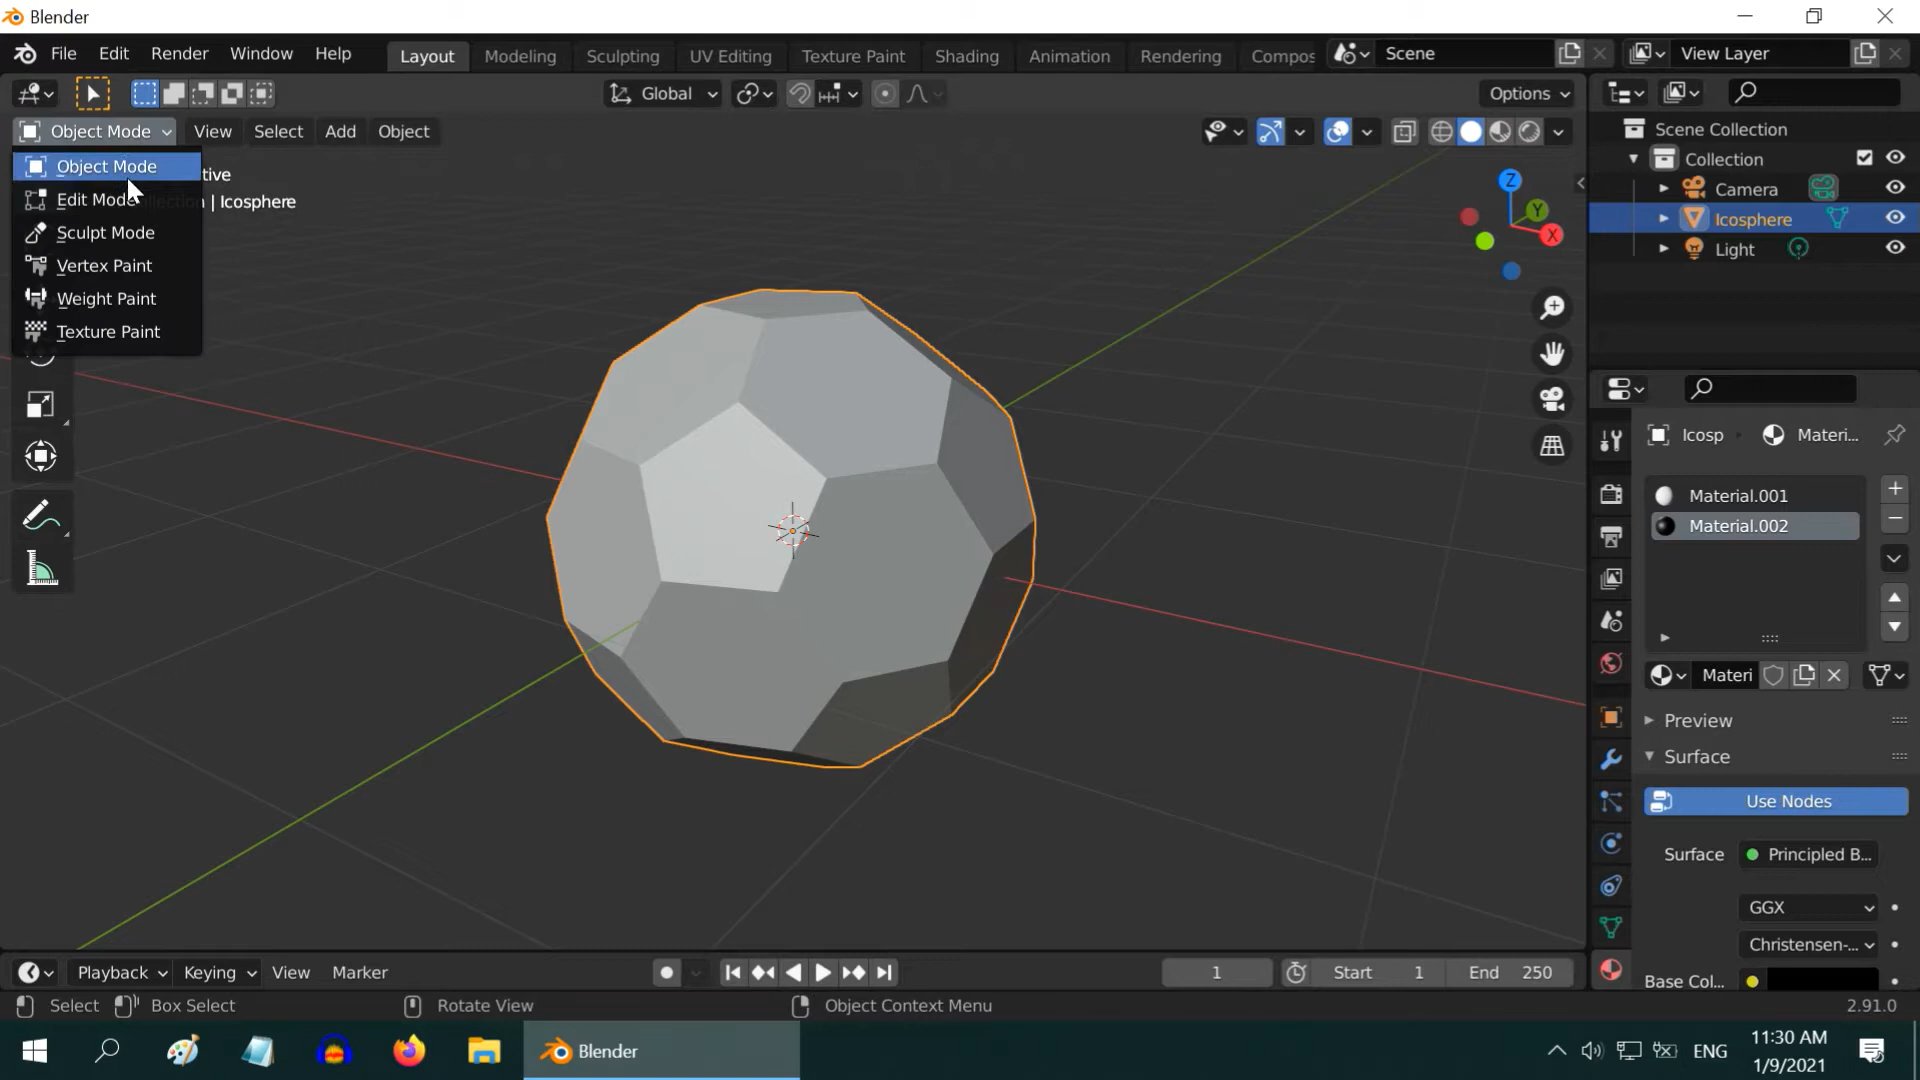 Blender
File Edit Render Window Help Layout Modeling Sculpting UV Editing Texture Paint Shading Animation Rendering Compos Scene View Layer
Global Options
Object Mode View Select Add Object
Object Mode
Edit Mode
Sculpt Mode
Vertex Paint
Weight Paint
Texture Paint
tive
| Icosphere
Z
Y
X
Scene Collection
Collection
Camera
Icosphere
Light
Icosp Materi...
Material.001
Material.002
Materi
Preview
Surface
Use Nodes
Surface Principled B...
GGX
Christensen-...
Base Col...
Playback Keying View Marker 1 Start 1 End 250
Select Box Select Rotate View Object Context Menu 2.91.0
Blender ENG 11:30 AM
1/9/2021